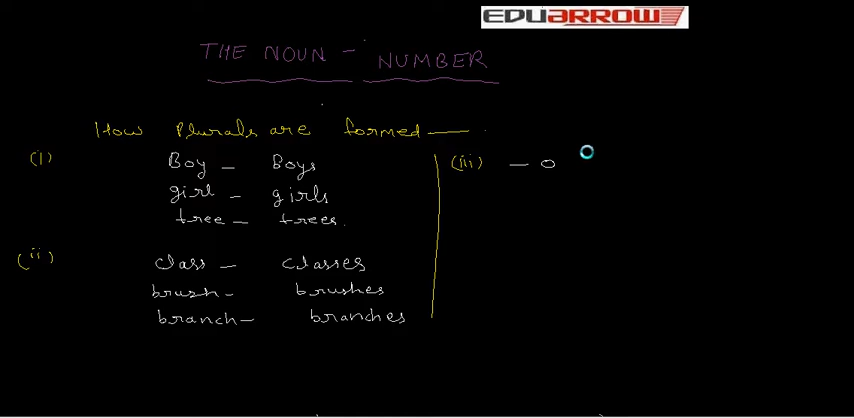 EDUARROW
THE NOUN - NUMBER
How Plurals are formed —
(i) Boy - Boys
girl - girls
tree - trees.
(ii) class - classes
brush - brushes
branch - branches
(iii) - o